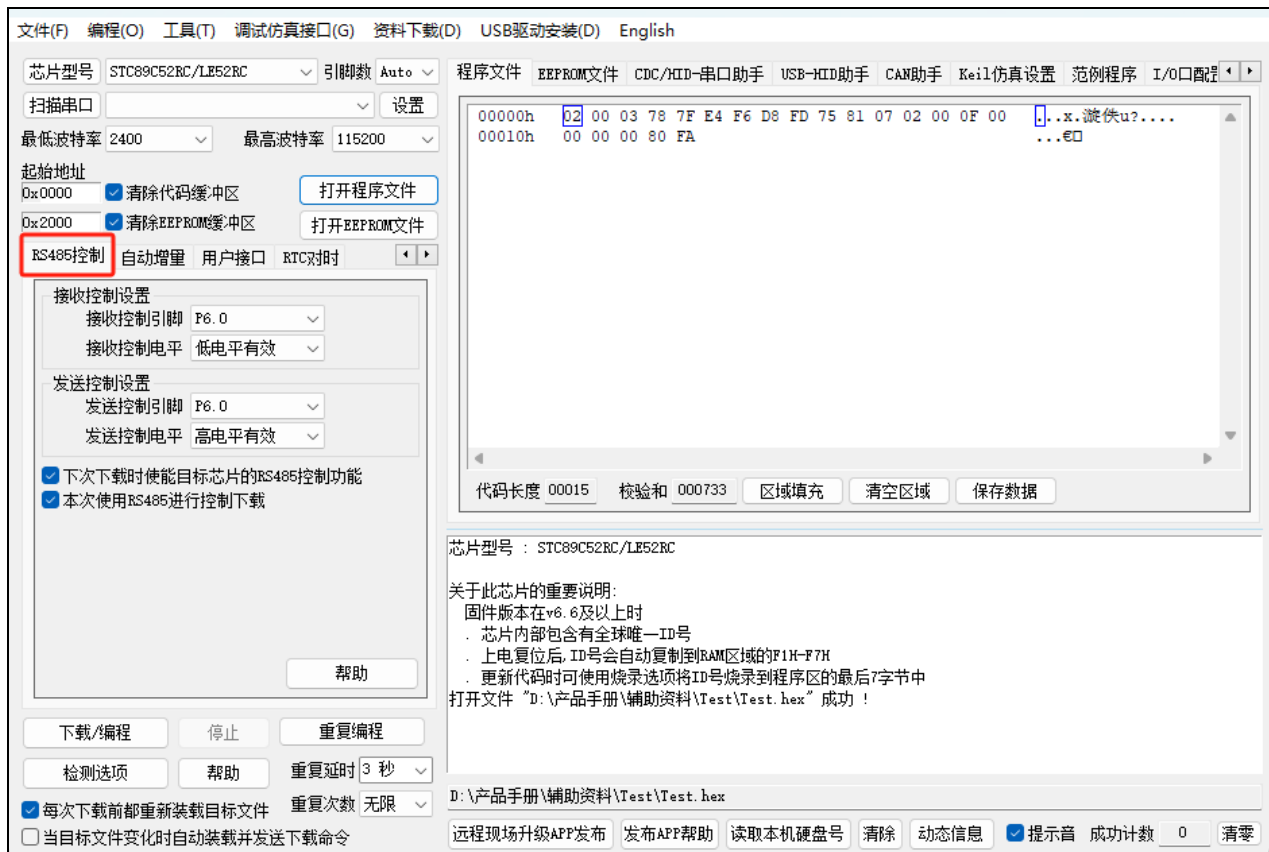 文件(F) 编程(O) 工具(T) 调试仿真接口(G) 资料下载(D) USB驱动安装(D) English
芯片型号 STC89C52RC/LE52RC 引脚数 Auto
扫描串口 设置
最低波特率 2400 最高波特率 115200
起始地址
0x0000 清除代码缓冲区 打开程序文件
0x2000 清除EEPROM缓冲区 打开EEPROM文件
RS485控制 自动增量 用户接口 RTC对时
接收控制设置
接收控制引脚 P6.0
接收控制电平 低电平有效
发送控制设置
发送控制引脚 P6.0
发送控制电平 高电平有效
下次下载时使能目标芯片的RS485控制功能
本次使用RS485进行控制下载
帮助
下载/编程 停止 重复编程
检测选项 帮助 重复延时 3 秒
每次下载前都重新装载目标文件 重复次数 无限
当目标文件变化时自动装载并发送下载命令
程序文件 EEPROM文件 CDC/HID-串口助手 USB-HID助手 CAN助手 Keil仿真设置 范例程序 I/O口配
00000h 02 00 03 78 7F E4 F6 D8 FD 75 81 07 02 00 0F 00 ...x.漩佚u?....
00010h 00 00 00 80 FA ...€□
代码长度 00015 校验和 000733 区域填充 清空区域 保存数据
芯片型号 : STC89C52RC/LE52RC
关于此芯片的重要说明:
固件版本在v6.6及以上时
. 芯片内部包含有全球唯一ID号
. 上电复位后,ID号会自动复制到RAM区域的F1H-F7H
. 更新代码时可使用烧录选项将ID号烧录到程序区的最后7字节中
打开文件 "D:\产品手册\辅助资料\Test\Test.hex" 成功 !
D:\产品手册\辅助资料\Test\Test.hex
远程现场升级APP发布 发布APP帮助 读取本机硬盘号 清除 动态信息 提示音 成功计数 0 清零